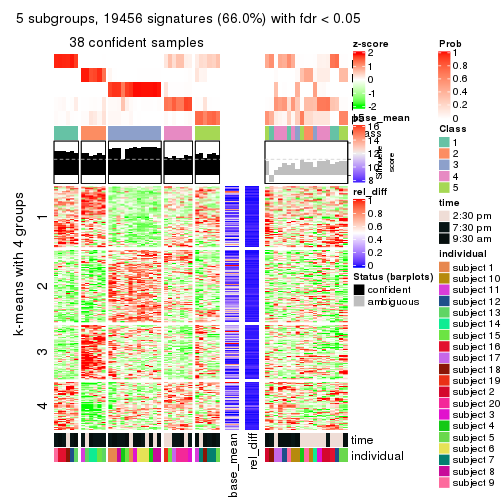 5 subgroups, 19456 signatures (66.0%) with fdr < 0.05
38 confident samples
k-means with 4 groups
1
2
3
4
time
individual
base_mean
rel_diff
z-score
2
1
0
-1
-2
base_mean
16
14
12
10
8
Silhouette
score
rel_diff
1
0.8
0.6
0.4
0.2
0
Status (barplots)
confident
ambiguous
Prob
1
0.8
0.6
0.4
0.2
0
Class
1
2
3
4
5
time
2:30 pm
7:30 pm
9:30 am
Individual
subject 1
subject 10
subject 11
subject 12
subject 13
subject 14
subject 15
subject 16
subject 17
subject 18
subject 19
subject 2
subject 20
subject 3
subject 4
subject 5
subject 6
subject 7
subject 8
subject 9